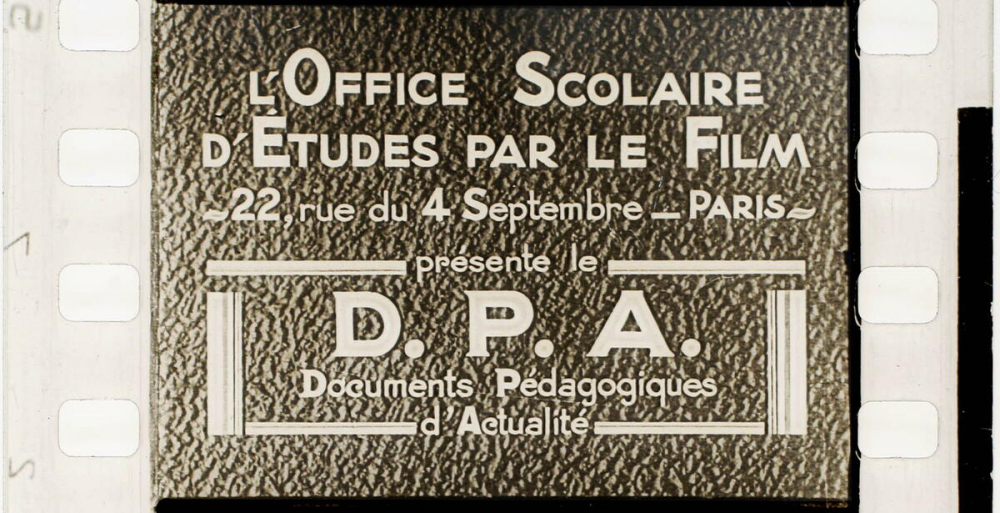 L'OFFICE SCOLAIRE
D'ÉTUDES PAR LE FILM
~22, rue du 4 Septembre — PARIS~
présente le
D. P. A.
Documents Pédagogiques
d'Actualité